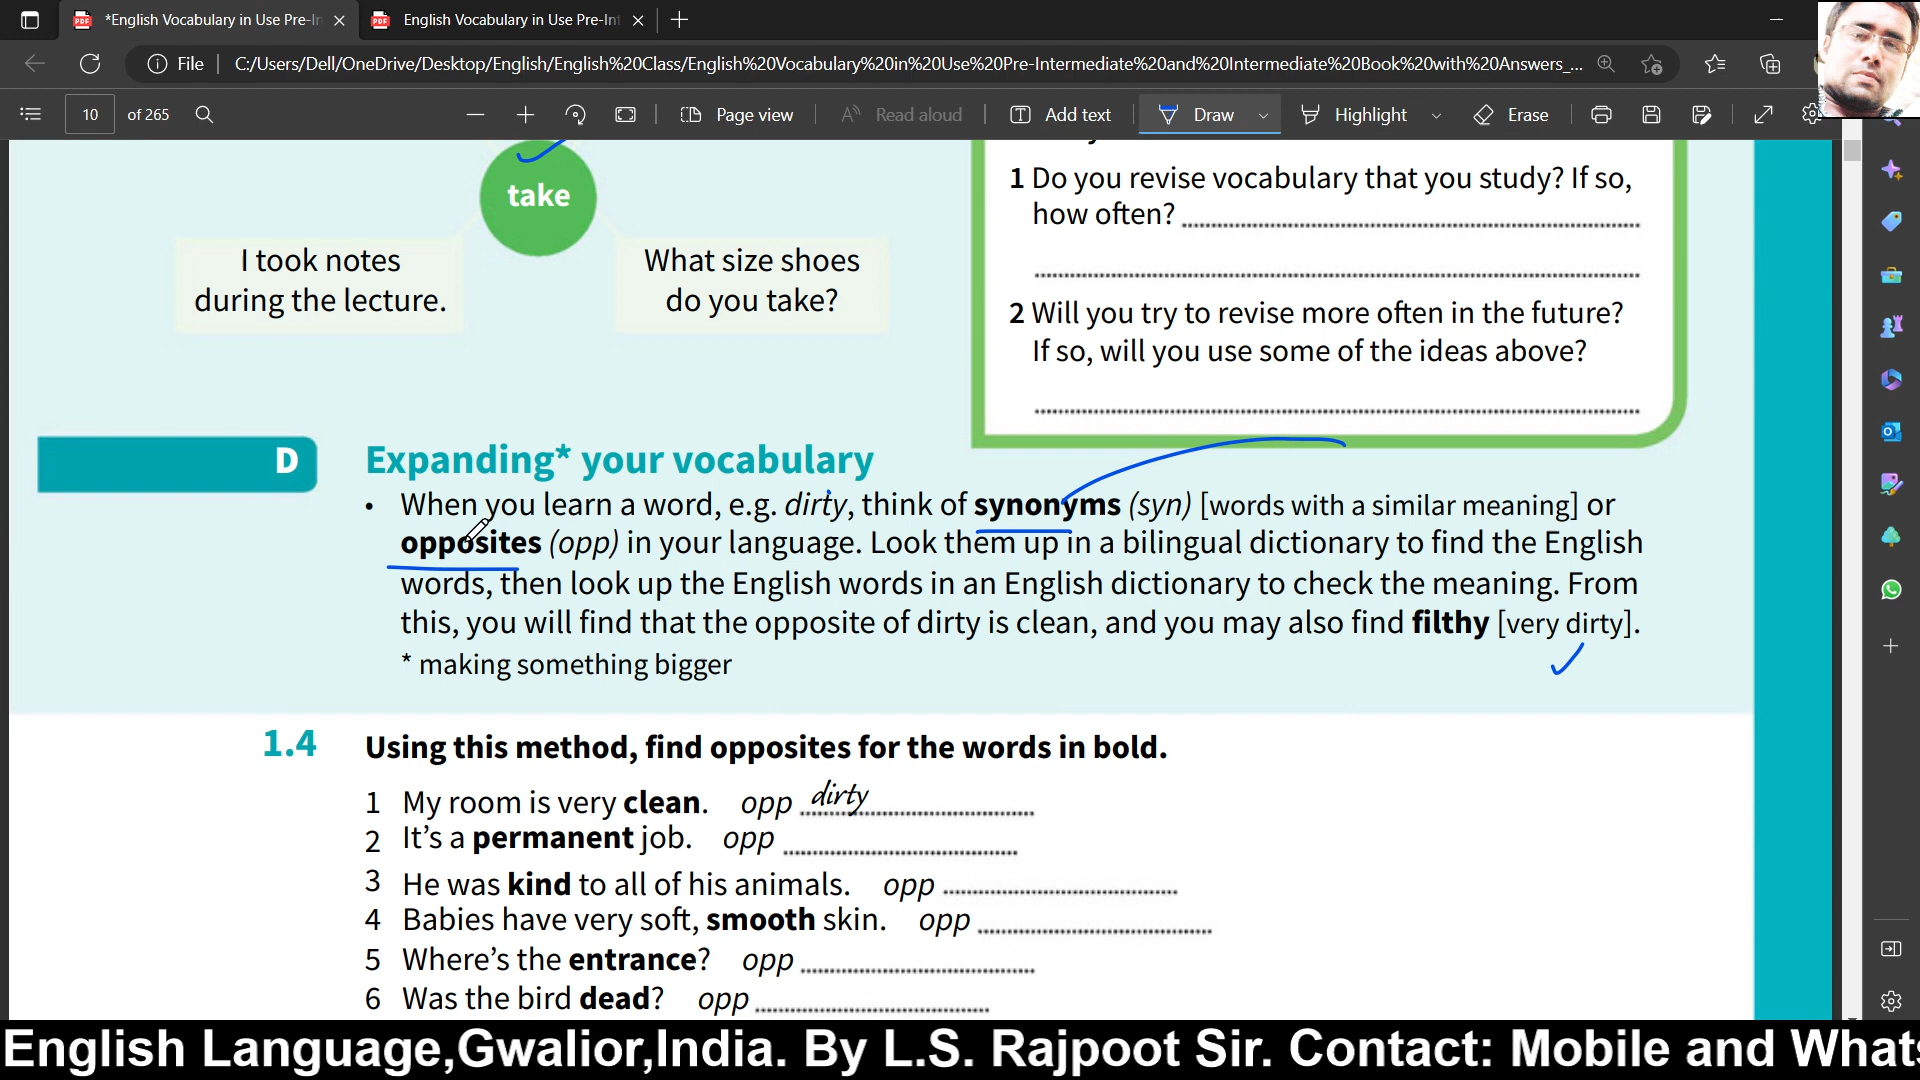 *English Vocabulary in Use Pre-In
English Vocabulary in Use Pre-Int
File
C:/Users/Dell/OneDrive/Desktop/English/English%20Class/English%20Vocabulary%20in%20Use%20Pre-Intermediate%20and%20Intermediate%20Book%20with%20Answers_...
10 of 265
Page view
Read aloud
Add text
Draw
Highlight
Erase
take
I took notes
during the lecture.
What size shoes
do you take?
1 Do you revise vocabulary that you study? If so,
how often?
2 Will you try to revise more often in the future?
If so, will you use some of the ideas above?
D
Expanding* your vocabulary
• When you learn a word, e.g. dirty, think of synonyms (syn) [words with a similar meaning] or
opposites (opp) in your language. Look them up in a bilingual dictionary to find the English
words, then look up the English words in an English dictionary to check the meaning. From
this, you will find that the opposite of dirty is clean, and you may also find filthy [very dirty].
* making something bigger
1.4 Using this method, find opposites for the words in bold.
1 My room is very clean. opp dirty
2 It's a permanent job. opp
3 He was kind to all of his animals. opp
4 Babies have very soft, smooth skin. opp
5 Where's the entrance? opp
6 Was the bird dead? opp
English Language,Gwalior,India. By L.S. Rajpoot Sir. Contact: Mobile and Whats